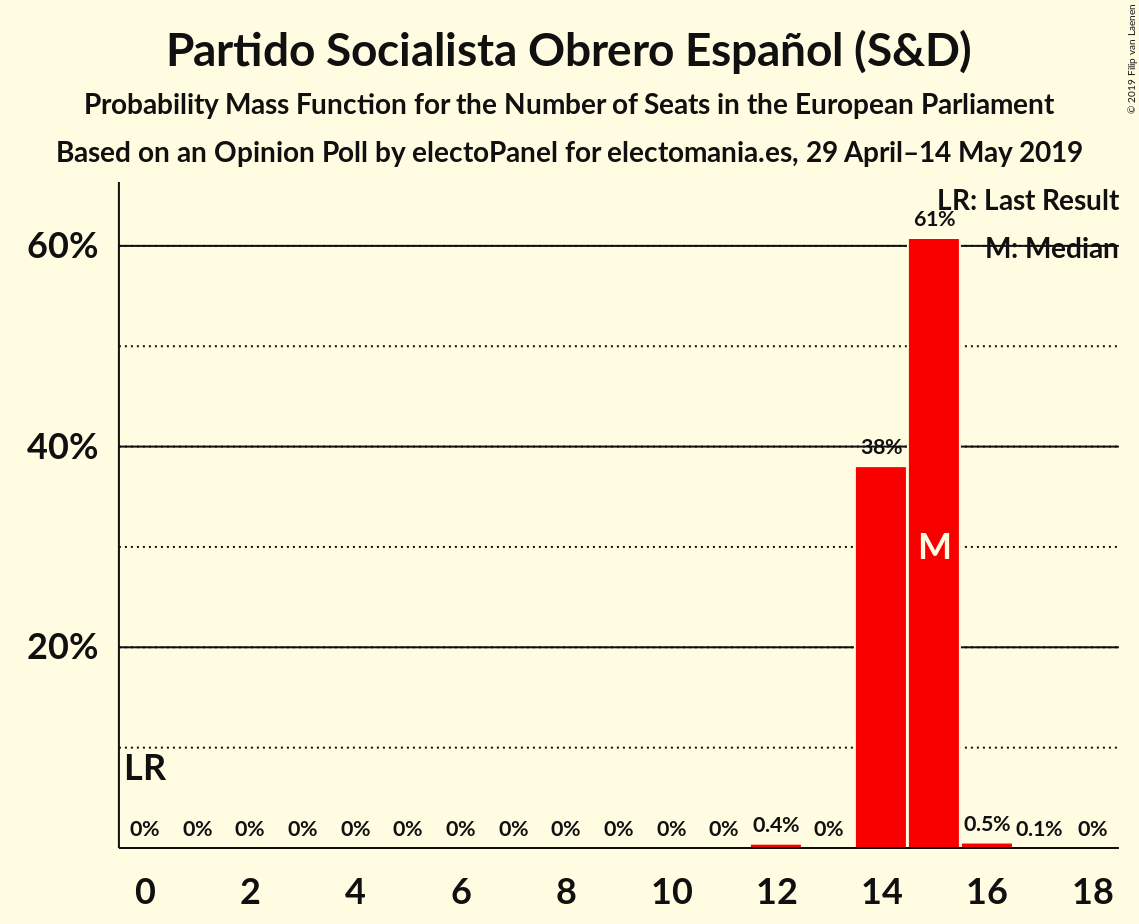 Partido Socialista Obrero Español (S&D)
Probability Mass Function for the Number of Seats in the European Parliament
Based on an Opinion Poll by electoPanel for electomania.es, 29 April–14 May 2019
© 2019 Filip van Laenen
LR: Last Result
M: Median
61%
60%
40%
38%
M
20%
LR
0% 0% 0% 0% 0% 0% 0% 0% 0% 0% 0% 0% 0.4% 0% 0.5% 0.1% 0%
0 2 4 6 8 10 12 14 16 18